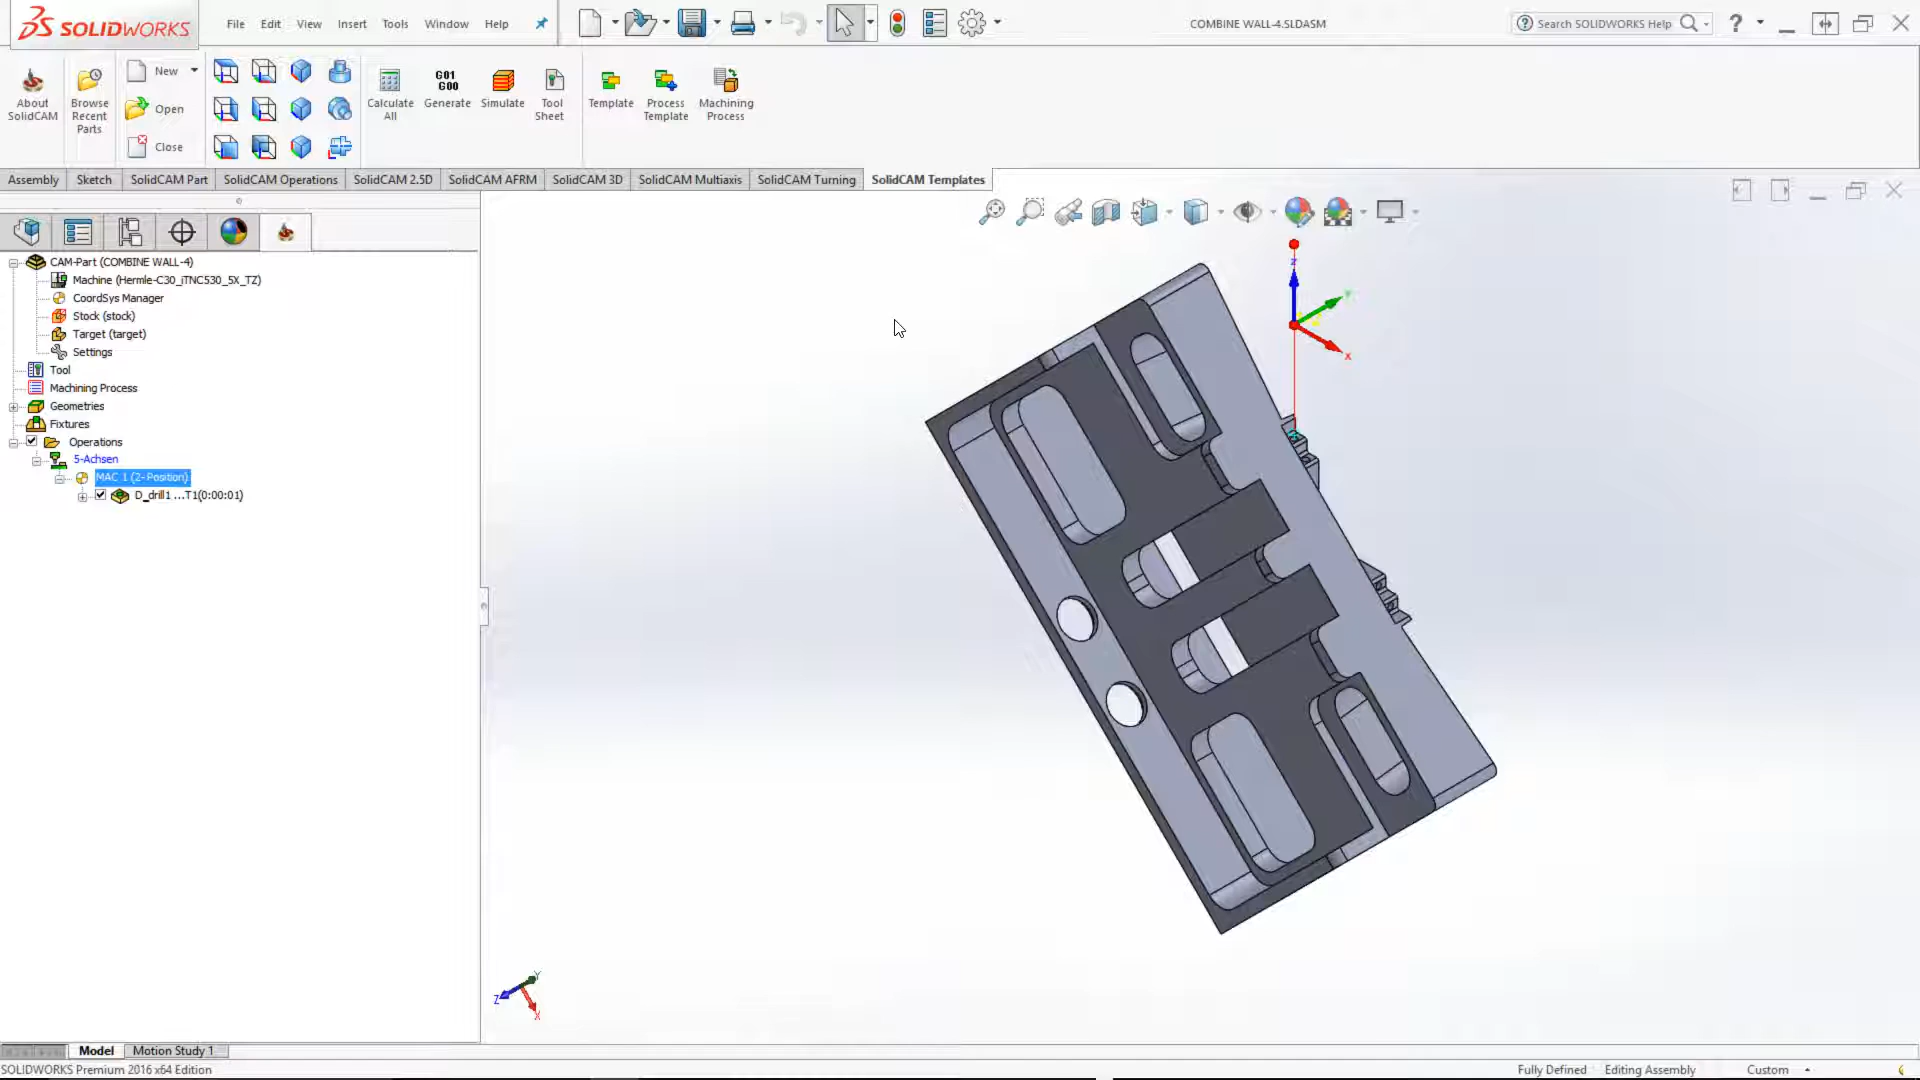 SOLIDWORKS File Edit View Insert Tools Window Help COMBINE WALL-4.SLDASM Search SOLIDWORKS Help ?
About SolidCAM
Browse Recent Parts
New
Open
Close
Calculate All
G01 G00 Generate
Simulate
Tool Sheet
Template
Process Template
Machining Process
Assembly Sketch SolidCAM Part SolidCAM Operations SolidCAM 2.5D SolidCAM AFRM SolidCAM 3D SolidCAM Multiaxis SolidCAM Turning SolidCAM Templates
CAM-Part (COMBINE WALL-4)
Machine (Hermle-C30_iTNC530_5X_TZ)
CoordSys Manager
Stock (stock)
Target (target)
Settings
Tool
Machining Process
Geometries
Fixtures
Operations
5-Achsen
MAC 1 (2- Position)
D_drill1 ...T1(0:00:01)
Z
Y
X
Y
Z
X
Model Motion Study 1
SOLIDWORKS Premium 2016 x64 Edition Fully Defined Editing Assembly Custom